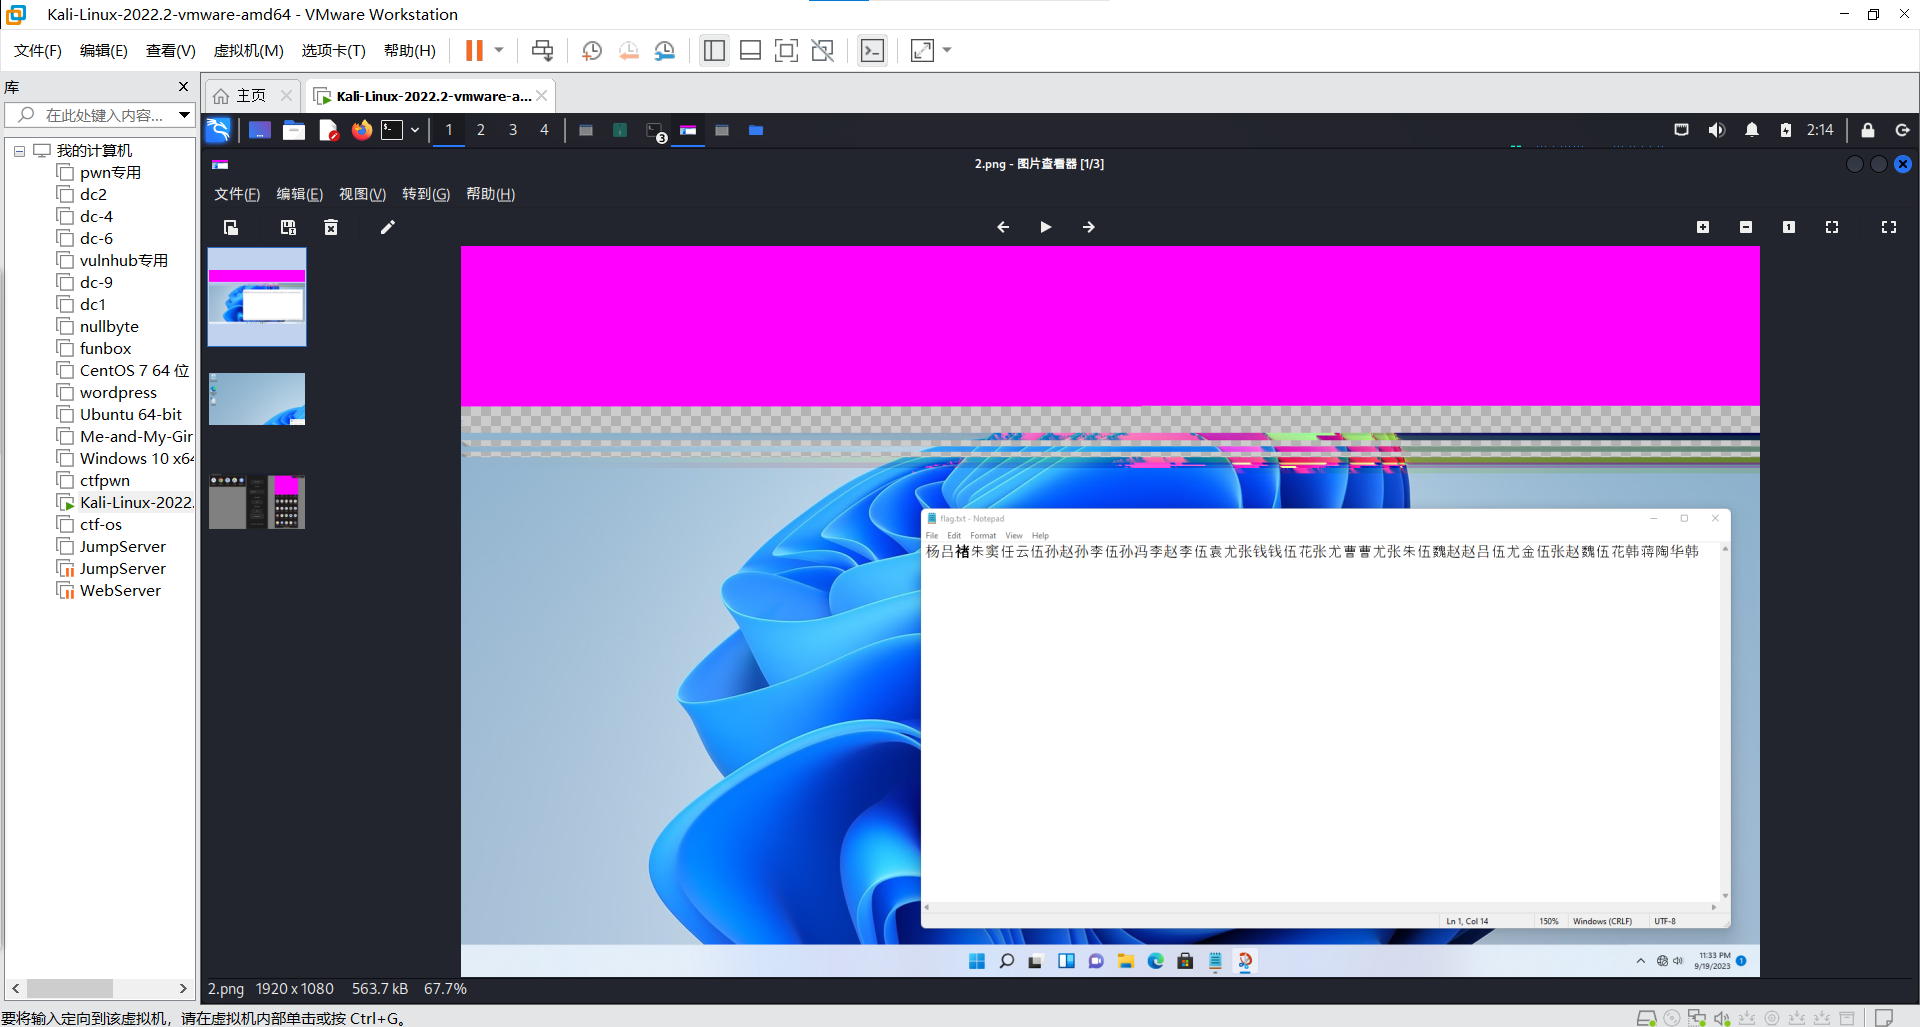 Kali-Linux-2022.2-vmware-amd64 - VMware Workstation
文件(F) 编辑(E) 查看(V) 虚拟机(M) 选项卡(T) 帮助(H)
库
在此处键入内容...
我的计算机
pwn专用
dc2
dc-4
dc-6
vulnhub专用
dc-9
dc1
nullbyte
funbox
CentOS 7 64 位
wordpress
Ubuntu 64-bit
Me-and-My-Gir
Windows 10 x64
ctfpwn
Kali-Linux-2022.
ctf-os
JumpServer
JumpServer
WebServer
主页
Kali-Linux-2022.2-vmware-a...
1 2 3 4
3
2:14
2.png - 图片查看器 [1/3]
文件(F) 编辑(E) 视图(V) 转到(G) 帮助(H)
flag.txt - Notepad
File Edit Format View Help
杨吕褚朱窦任云伍孙赵孙李伍孙冯李赵李伍袁尤张钱钱伍花张尤曹曹尤张朱伍魏赵赵吕伍尤金伍张赵魏伍花韩蒋陶华韩
Ln 1, Col 14 150% Windows (CRLF) UTF-8
11:33 PM
9/19/2023
1
2.png 1920 x 1080 563.7 kB 67.7%
要将输入定向到该虚拟机，请在虚拟机内部单击或按 Ctrl+G。